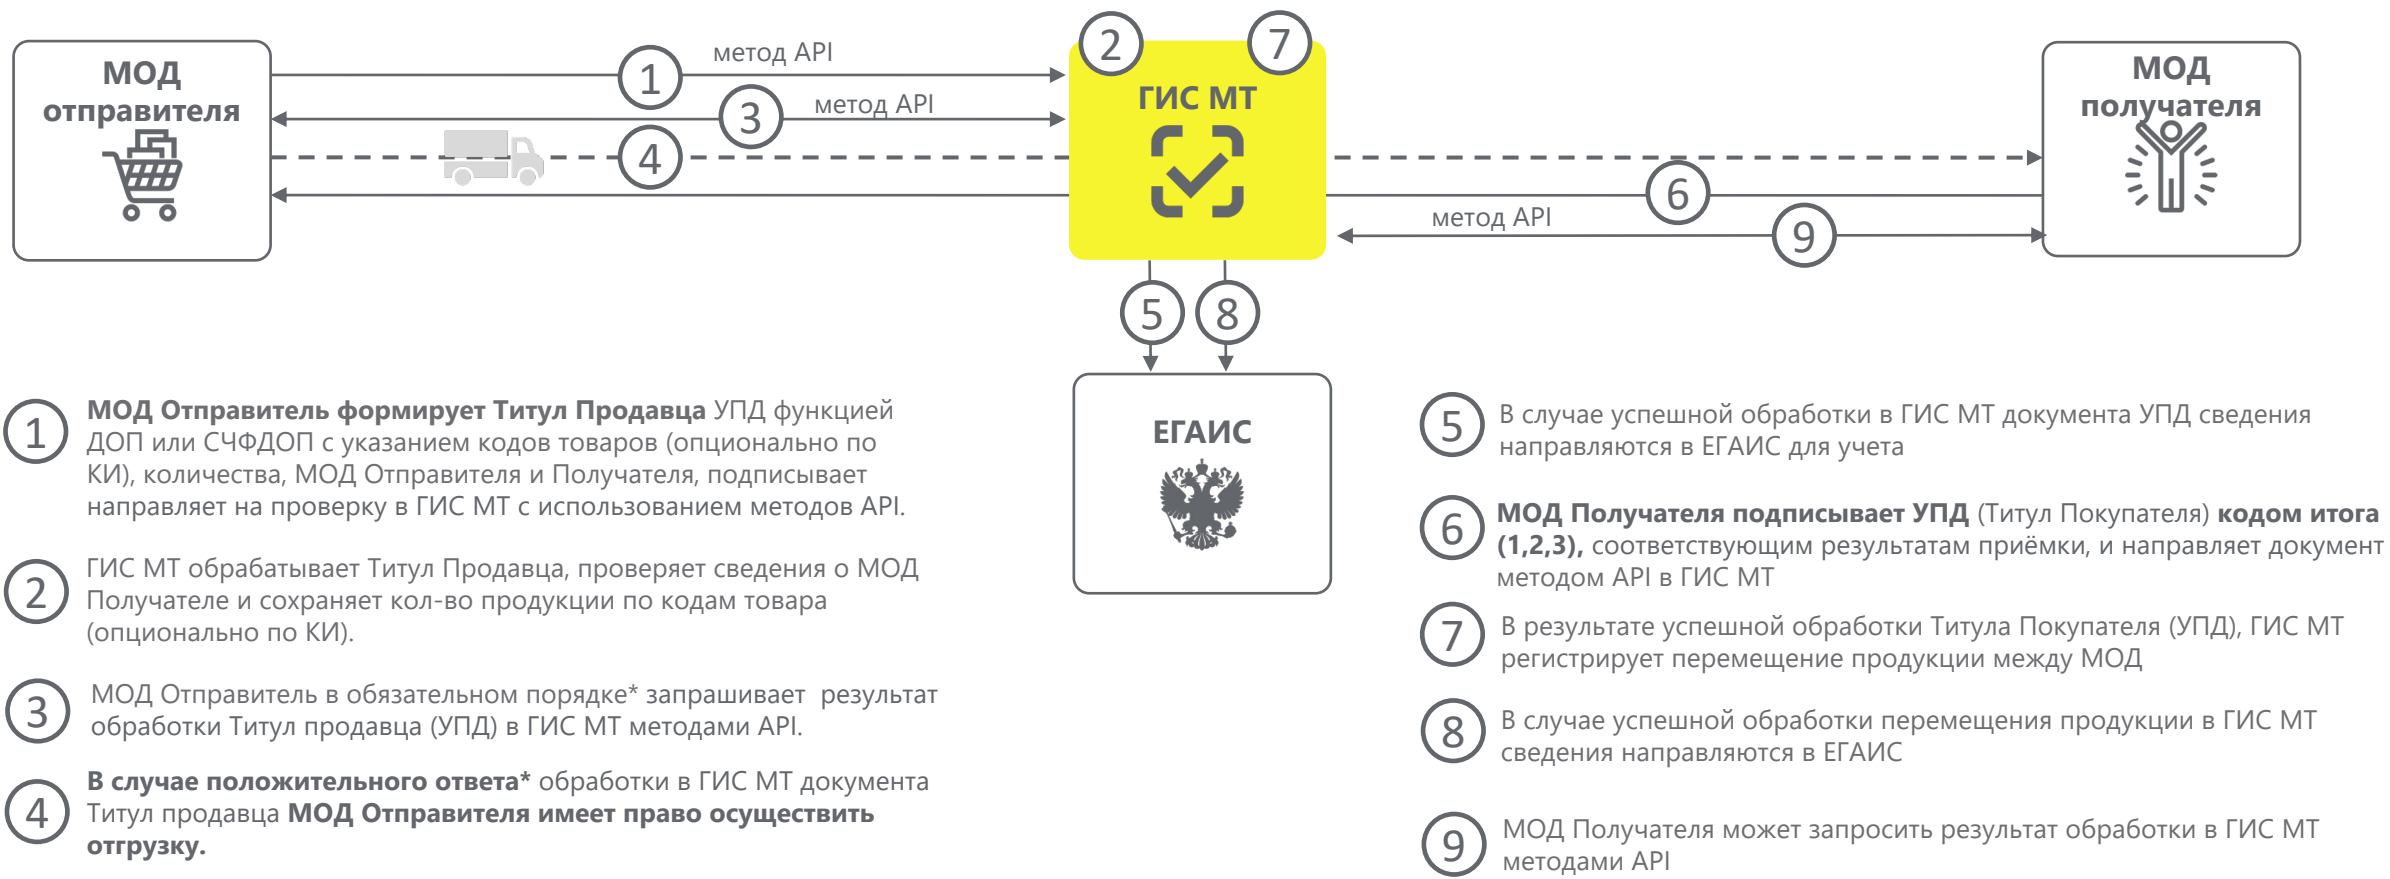 МОД
отправителя
1
метод API
3
метод API
4
2
7
ГИС МТ
МОД
получателя
6
метод API
9
5
8
ЕГАИС
1
МОД Отправитель формирует Титул Продавца УПД функцией
ДОП или СЧФДОП с указанием кодов товаров (опционально по
КИ), количества, МОД Отправителя и Получателя, подписывает
направляет на проверку в ГИС МТ с использованием методов API.
2
ГИС МТ обрабатывает Титул Продавца, проверяет сведения о МОД
Получателе и сохраняет кол-во продукции по кодам товара
(опционально по КИ).
3
МОД Отправитель в обязательном порядке* запрашивает результат
обработки Титул продавца (УПД) в ГИС МТ методами API.
4
В случае положительного ответа* обработки в ГИС МТ документа
Титул продавца МОД Отправителя имеет право осуществить
отгрузку.
5
В случае успешной обработки в ГИС МТ документа УПД сведения
направляются в ЕГАИС для учета
6
МОД Получателя подписывает УПД (Титул Покупателя) кодом итога
(1,2,3), соответствующим результатам приёмки, и направляет документ
методом API в ГИС МТ
7
В результате успешной обработки Титула Покупателя (УПД), ГИС МТ
регистрирует перемещение продукции между МОД
8
В случае успешной обработки перемещения продукции в ГИС МТ
сведения направляются в ЕГАИС
9
МОД Получателя может запросить результат обработки в ГИС МТ
методами API